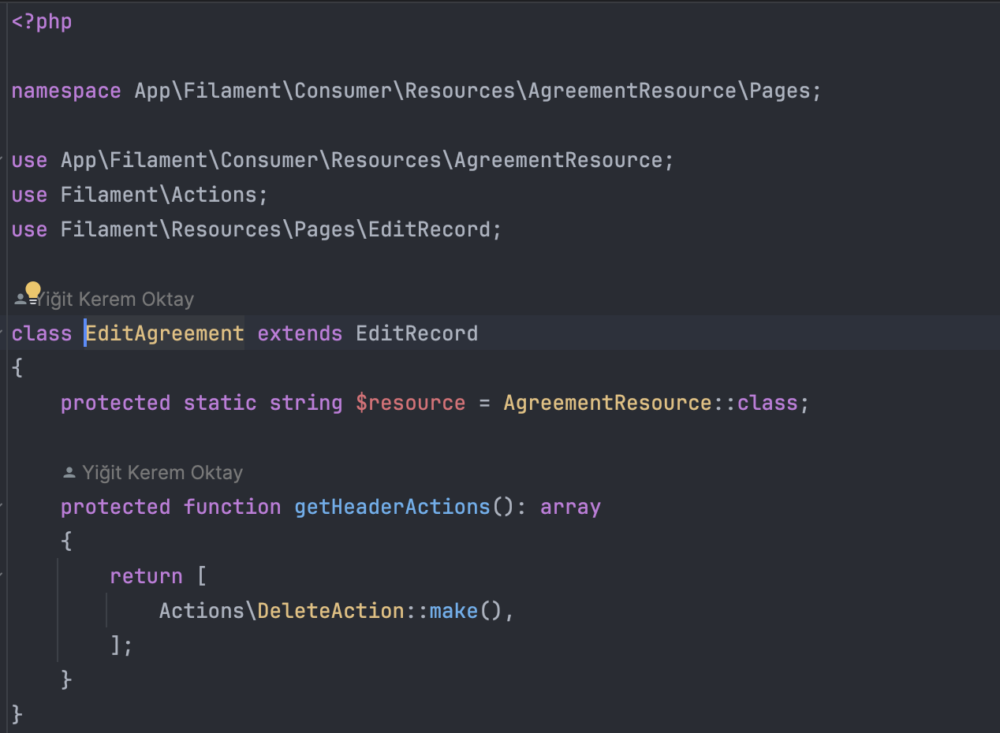 <?php
namespace App\Filament\Consumer\Resources\AgreementResource\Pages;
use App\Filament\Consumer\Resources\AgreementResource;
use Filament\Actions;
use Filament\Resources\Pages\EditRecord;
Yiğit Kerem Oktay
class EditAgreement extends EditRecord
{
    protected static string $resource = AgreementResource::class;
    Yiğit Kerem Oktay
    protected function getHeaderActions(): array
    {
        return [
            Actions\DeleteAction::make(),
        ];
    }
}